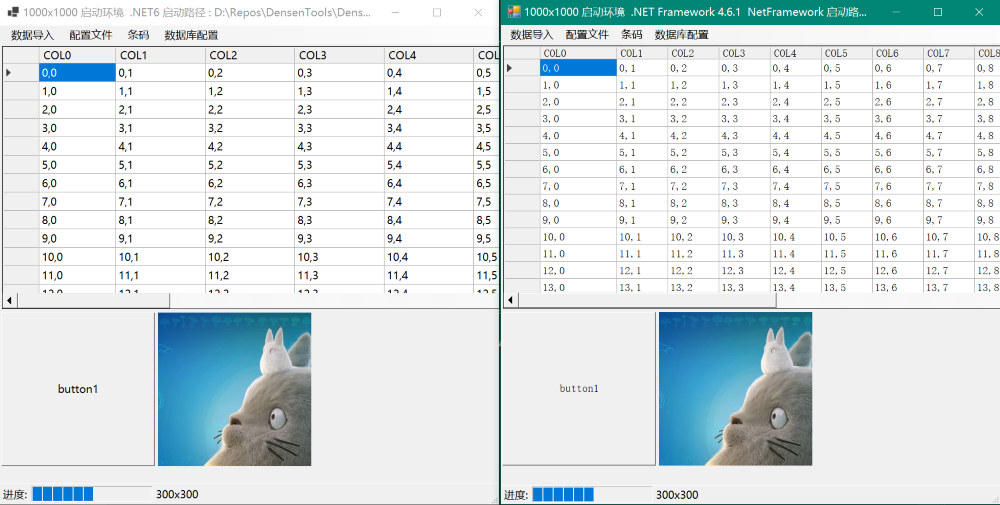 1000x1000 启动环境 .NET6 启动路径 : D:\Repos\DensenTools\Dens...
数据导入 配置文件 条码 数据库配置
COL0 COL1 COL2 COL3 COL4 COL
0,0 0,1 0,2 0,3 0,4 0,5
1,0 1,1 1,2 1,3 1,4 1,5
2,0 2,1 2,2 2,3 2,4 2,5
3,0 3,1 3,2 3,3 3,4 3,5
4,0 4,1 4,2 4,3 4,4 4,5
5,0 5,1 5,2 5,3 5,4 5,5
6,0 6,1 6,2 6,3 6,4 6,5
7,0 7,1 7,2 7,3 7,4 7,5
8,0 8,1 8,2 8,3 8,4 8,5
9,0 9,1 9,2 9,3 9,4 9,5
10,0 10,1 10,2 10,3 10,4 10,5
11,0 11,1 11,2 11,3 11,4 11,5
12,0 12,1 12,2 12,3 12,4 12,5
button1
进度: 300x300
1000x1000 启动环境 .NET Framework 4.6.1 NetFramework 启动路...
数据导入 配置文件 条码 数据库配置
COL0 COL1 COL2 COL3 COL4 COL5 COL6 COL7 COL8
0,0 0,1 0,2 0,3 0,4 0,5 0,6 0,7 0,8
1,0 1,1 1,2 1,3 1,4 1,5 1,6 1,7 1,8
2,0 2,1 2,2 2,3 2,4 2,5 2,6 2,7 2,8
3,0 3,1 3,2 3,3 3,4 3,5 3,6 3,7 3,8
4,0 4,1 4,2 4,3 4,4 4,5 4,6 4,7 4,8
5,0 5,1 5,2 5,3 5,4 5,5 5,6 5,7 5,8
6,0 6,1 6,2 6,3 6,4 6,5 6,6 6,7 6,8
7,0 7,1 7,2 7,3 7,4 7,5 7,6 7,7 7,8
8,0 8,1 8,2 8,3 8,4 8,5 8,6 8,7 8,8
9,0 9,1 9,2 9,3 9,4 9,5 9,6 9,7 9,8
10,0 10,1 10,2 10,3 10,4 10,5 10,6 10,7 10,8
11,0 11,1 11,2 11,3 11,4 11,5 11,6 11,7 11,8
12,0 12,1 12,2 12,3 12,4 12,5 12,6 12,7 12,8
13,0 13,1 13,2 13,3 13,4 13,5 13,6 13,7 13,8
button1
进度: 300x300